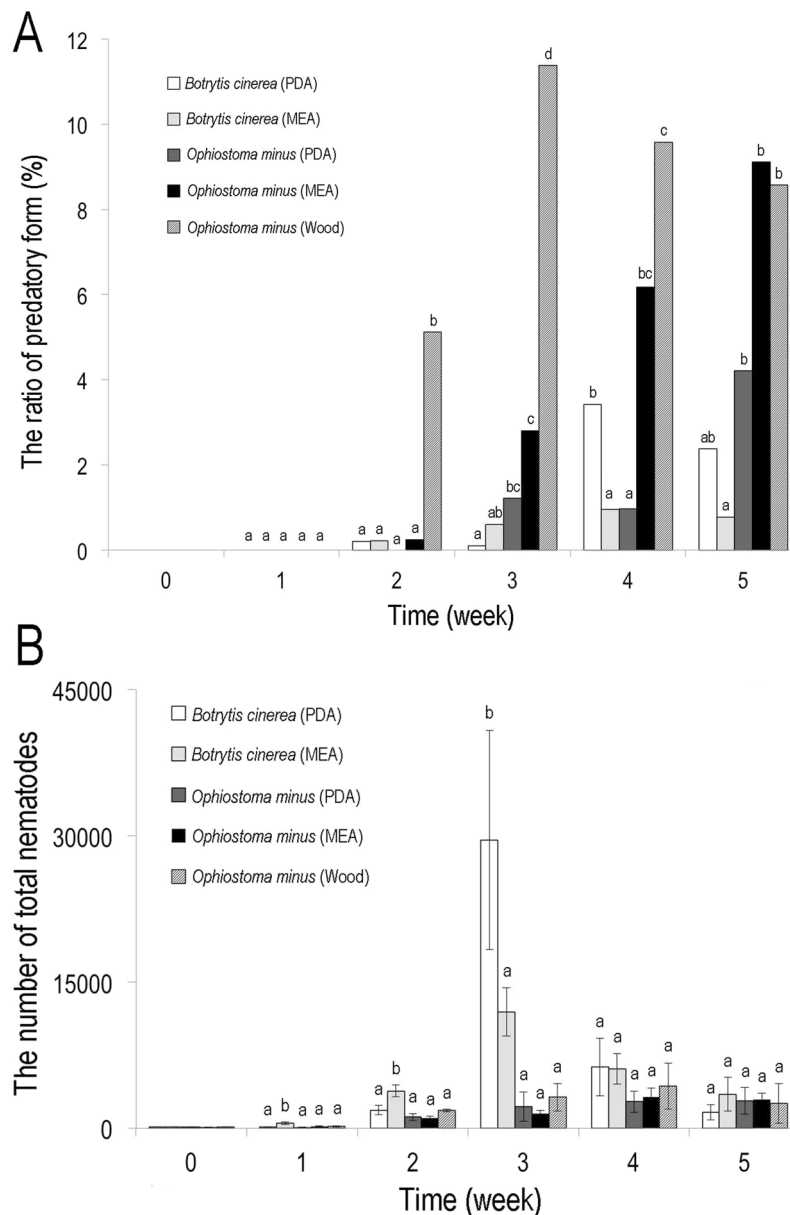 A
12
10
8
6
4
2
0
The ratio of predatory form (%)
Botrytis cinerea (PDA)
Botrytis cinerea (MEA)
Ophiostoma minus (PDA)
Ophiostoma minus (MEA)
Ophiostoma minus (Wood)
a a a a a
a a a a b
a ab bc c d
b a a bc c
ab a b b b
0 1 2 3 4 5
Time (week)
B
45000
30000
15000
0
The number of total nematodes
Botrytis cinerea (PDA)
Botrytis cinerea (MEA)
Ophiostoma minus (PDA)
Ophiostoma minus (MEA)
Ophiostoma minus (Wood)
a b a a a
a b a a a
b a a a a
a a a a a
a a a a a
0 1 2 3 4 5
Time (week)